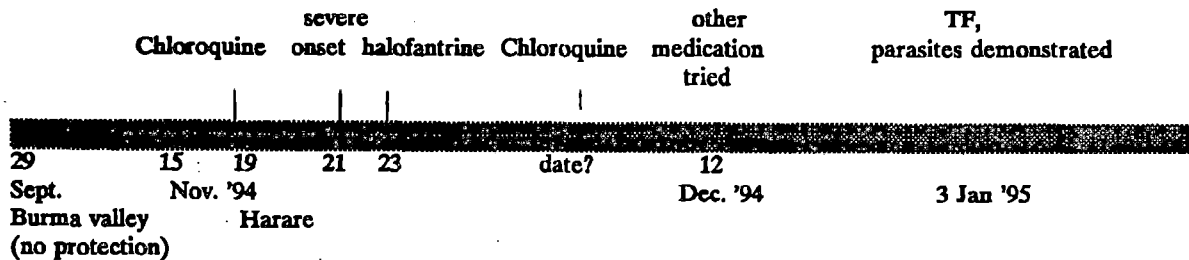 severe other TF,
Chloroquine onset halofantrine Chloroquine medication parasites demonstrated
tried
29 15 19 21 23 date? 12
Sept. Nov. '94 Dec. '94 3 Jan '95
Burma valley Harare
(no protection)